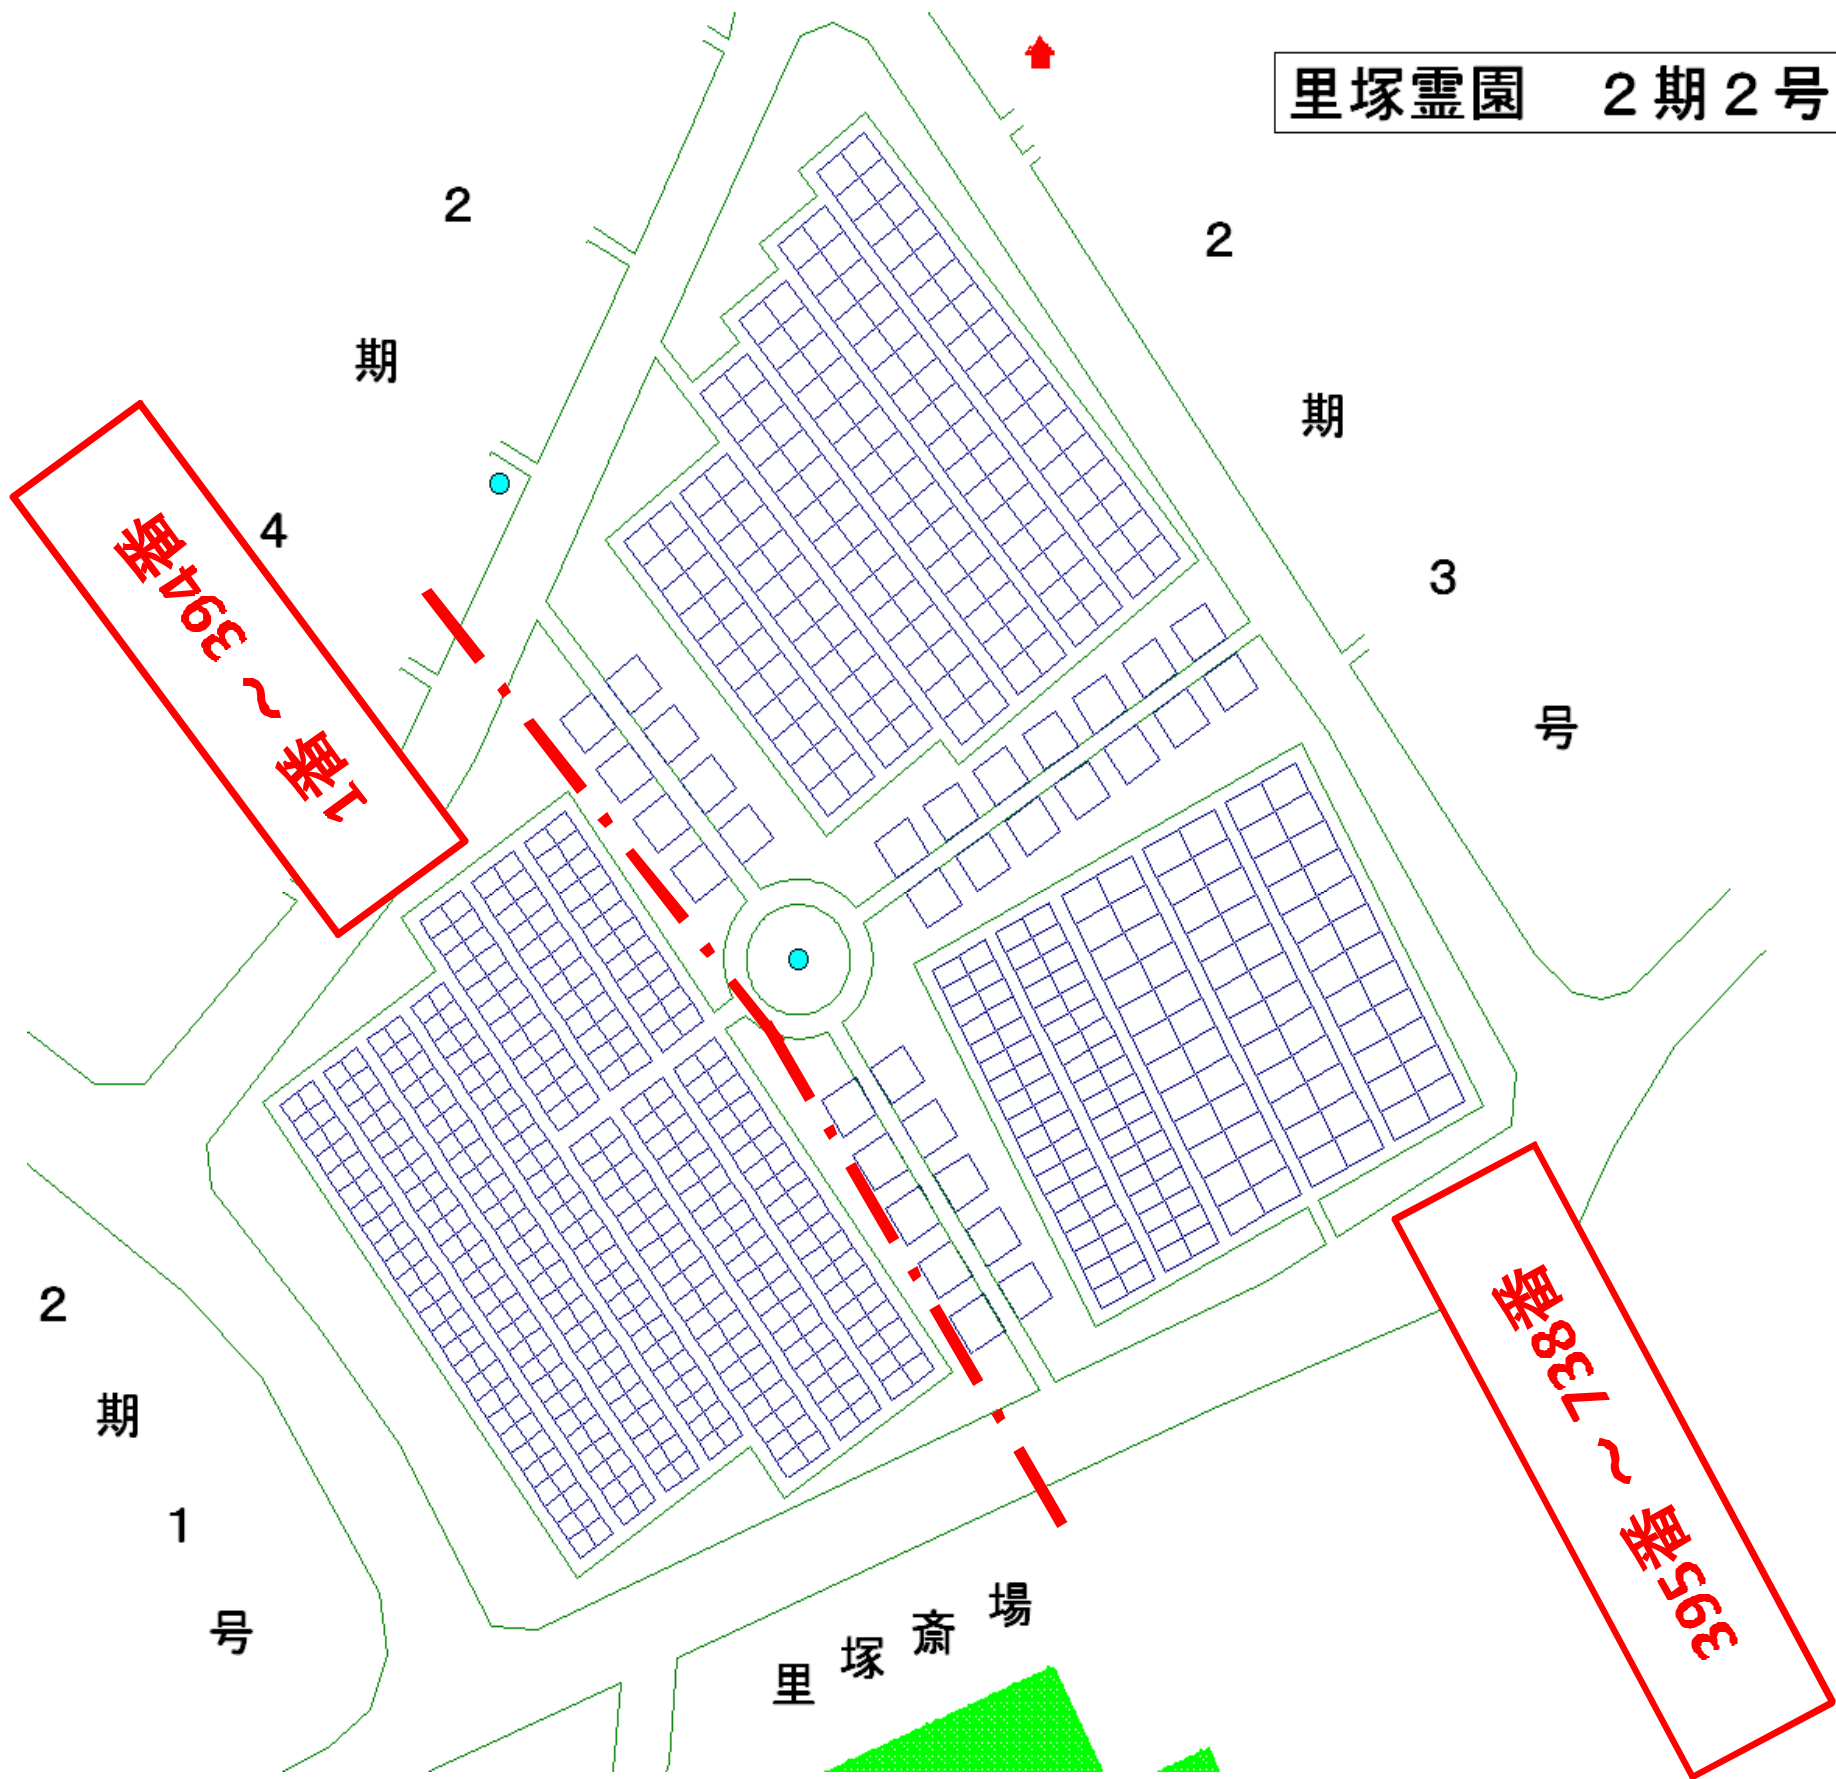 里塚霊園 2期2号
2期4号
2期3号
1番 ～ 394番
2期1号
395番 ～ 738番
里塚斎場